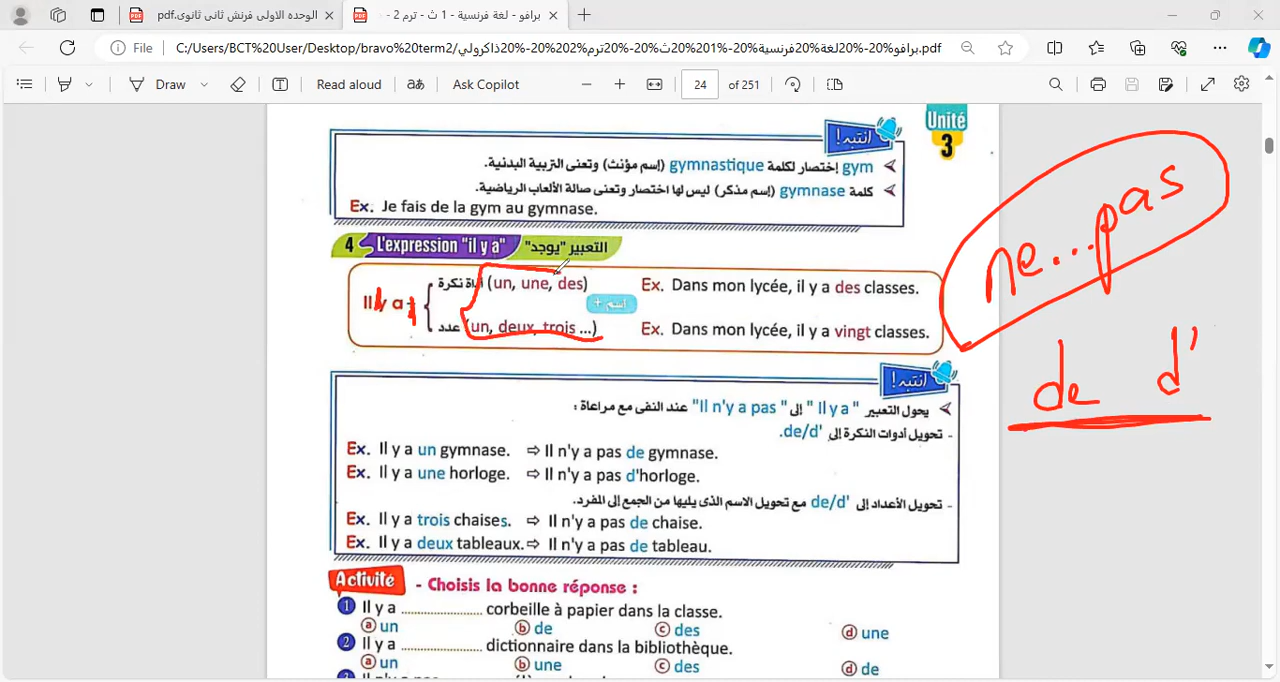 الوحده الاولى فرنش ثانى ثانوى.pdf
برافو - لغة فرنسية - 1 ث - ترم 2 -
File
C:/Users/BCT%20User/Desktop/bravo%20term2/برافو%20-%20لغة%20فرنسية%20-%201%20ث%20-%20ترم%202%20-%20ذاكرولي.pdf
Draw
Read aloud
aあ
Ask Copilot
24 of 251
Unité
3
انتبه!
gym إختصار لكلمة gymnastique (إسم مؤنث) وتعنى التربية البدنية.
كلمة gymnase (إسم مذكر) ليس لها اختصار وتعنى صالة الألعاب الرياضية.
Ex. Je fais de la gym au gymnase.
4 L'expression "il y a" التعبير "يوجد"
أداة نكرة (un, une, des)
Ex. Dans mon lycée, il y a des classes.
Il y a +
اسم +
عدد (un, deux, trois ...)
Ex. Dans mon lycée, il y a vingt classes.
ne...pas
de d'
انتبه!
يحول التعبير "Il y a" إلى "Il n'y a pas" عند النفى مع مراعاة :
- تحويل أدوات النكرة إلى de/d'.
Ex. Il y a un gymnase. ⇨ Il n'y a pas de gymnase.
Ex. Il y a une horloge. ⇨ Il n'y a pas d'horloge.
- تحويل الأعداد إلى de/d' مع تحويل الاسم الذى يليها من الجمع إلى المفرد.
Ex. Il y a trois chaises. ⇨ Il n'y a pas de chaise.
Ex. Il y a deux tableaux. ⇨ Il n'y a pas de tableau.
Activité - Choisis la bonne réponse :
1 Il y a .................... corbeille à papier dans la classe.
a un b de c des d une
2 Il y a .................... dictionnaire dans la bibliothèque.
a un b une c des d de